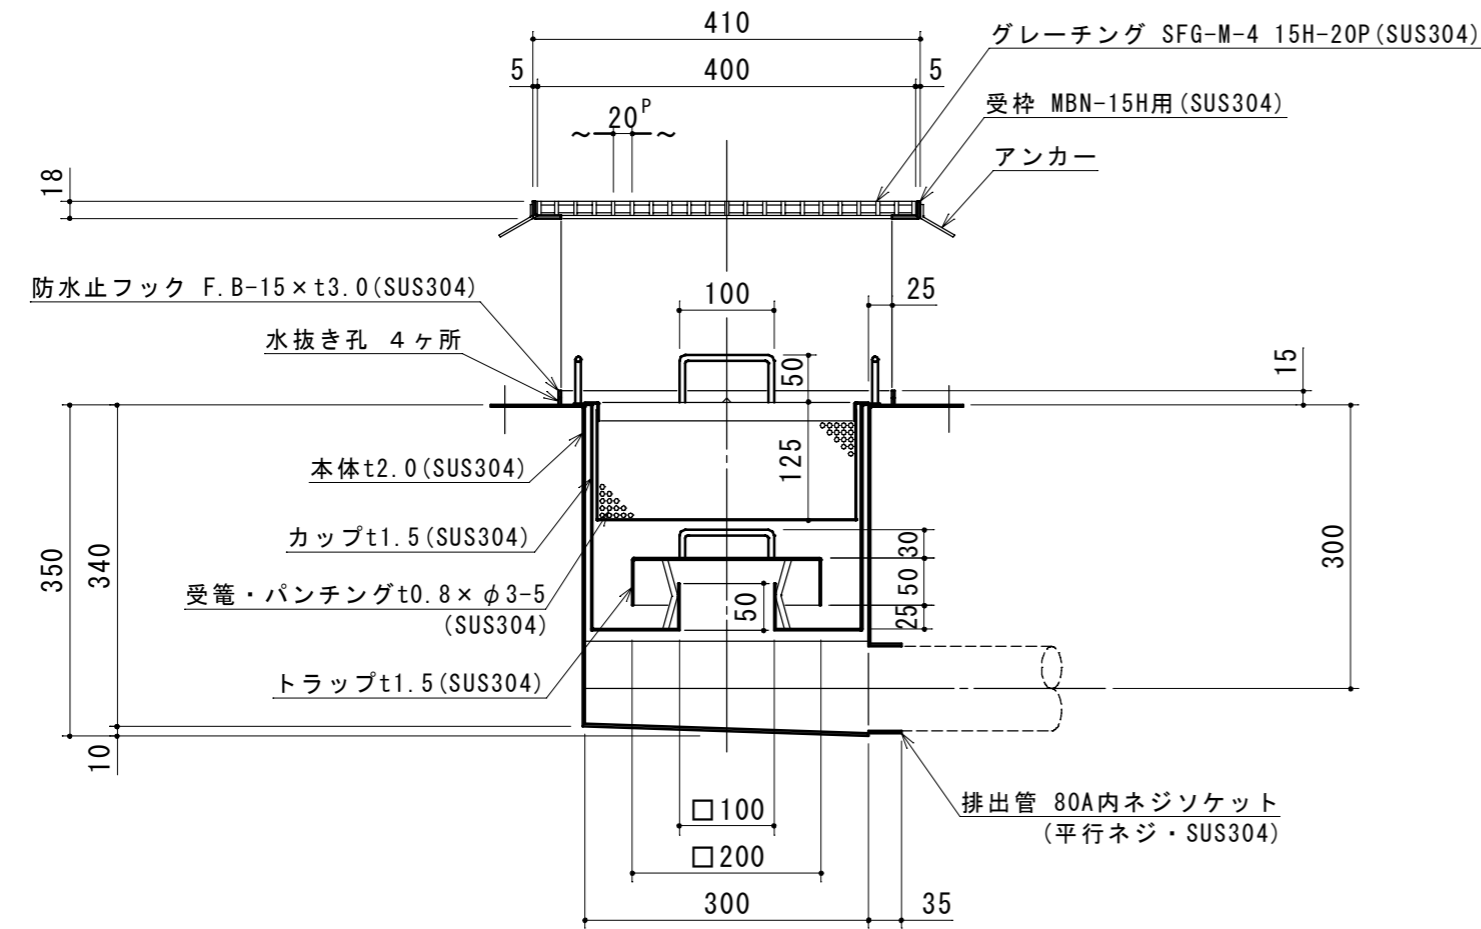 410
グレーチング SFG-M-4 15H-20P(SUS304)
5
400
5
受枠 MBN-15H用(SUS304)
~20P~
アンカー
18
防水止フック F.B-15×t3.0(SUS304)
100
25
水抜き孔 4ヶ所
50
15
本体t2.0(SUS304)
125
カップt1.5(SUS304)
30
300
350
340
受篭・パンチングt0.8×φ3-5
(SUS304)
50
50
25
トラップt1.5(SUS304)
10
□100
排出管 80A内ネジソケット
(平行ネジ・SUS304)
□200
300
35